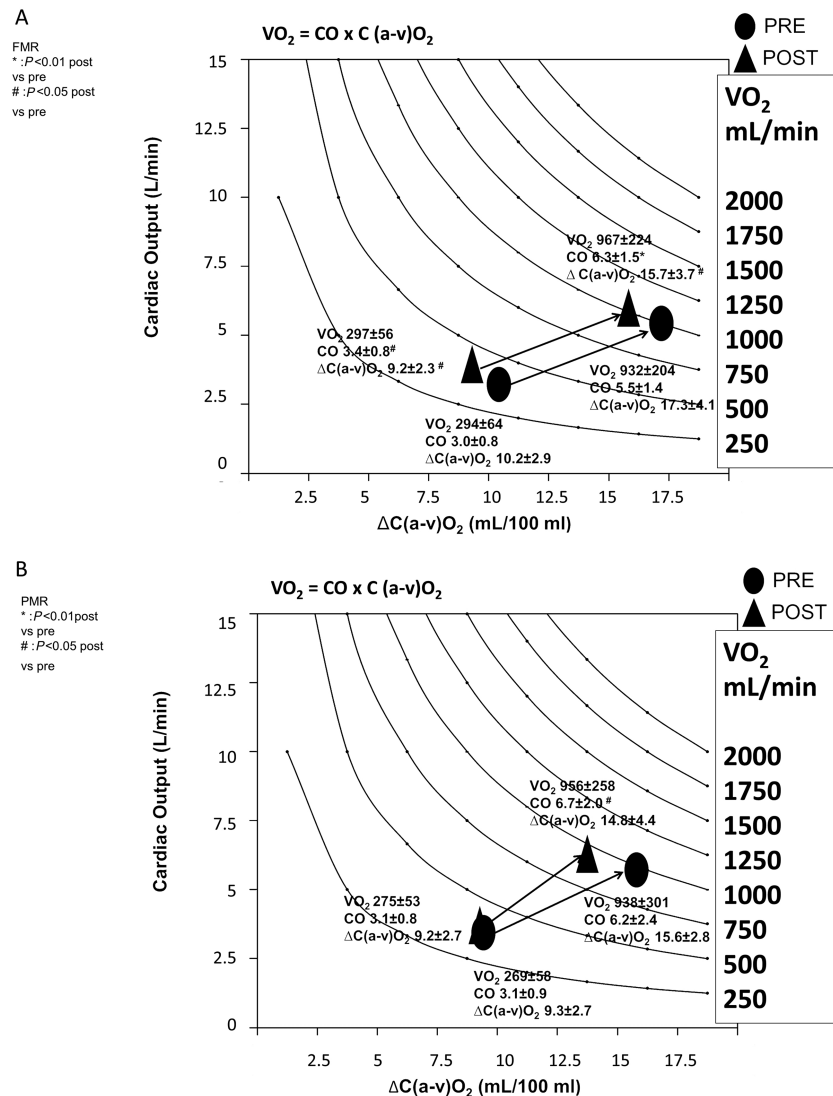 A
VO₂ = CO x C (a-v)O₂
PRE
POST
FMR
* :P<0.01 post
vs pre
# :P<0.05 post
vs pre
VO₂
mL/min
2000
1750
1500
1250
1000
750
500
250
Cardiac Output (L/min)
15
12.5
10
7.5
5
2.5
0
VO₂ 967±224
CO 6.3±1.5*
Δ C(a-v)O₂ 15.7±3.7 #
VO₂ 297±56
CO 3.4±0.8#
ΔC(a-v)O₂ 9.2±2.3 #
VO₂ 932±204
CO 5.5±1.4
ΔC(a-v)O₂ 17.3±4.1
VO₂ 294±64
CO 3.0±0.8
ΔC(a-v)O₂ 10.2±2.9
2.5 5 7.5 10 12.5 15 17.5
ΔC(a-v)O₂ (mL/100 ml)
B
VO₂ = CO x C (a-v)O₂
PRE
POST
PMR
* :P<0.01post
vs pre
# :P<0.05 post
vs pre
VO₂
mL/min
2000
1750
1500
1250
1000
750
500
250
Cardiac Output (L/min)
15
12.5
10
7.5
5
2.5
0
VO₂ 956±258
CO 6.7±2.0 #
ΔC(a-v)O₂ 14.8±4.4
VO₂ 275±53
CO 3.1±0.8
ΔC(a-v)O₂ 9.2±2.7
VO₂ 938±301
CO 6.2±2.4
ΔC(a-v)O₂ 15.6±2.8
VO₂ 269±58
CO 3.1±0.9
ΔC(a-v)O₂ 9.3±2.7
2.5 5 7.5 10 12.5 15 17.5
ΔC(a-v)O₂ (mL/100 ml)